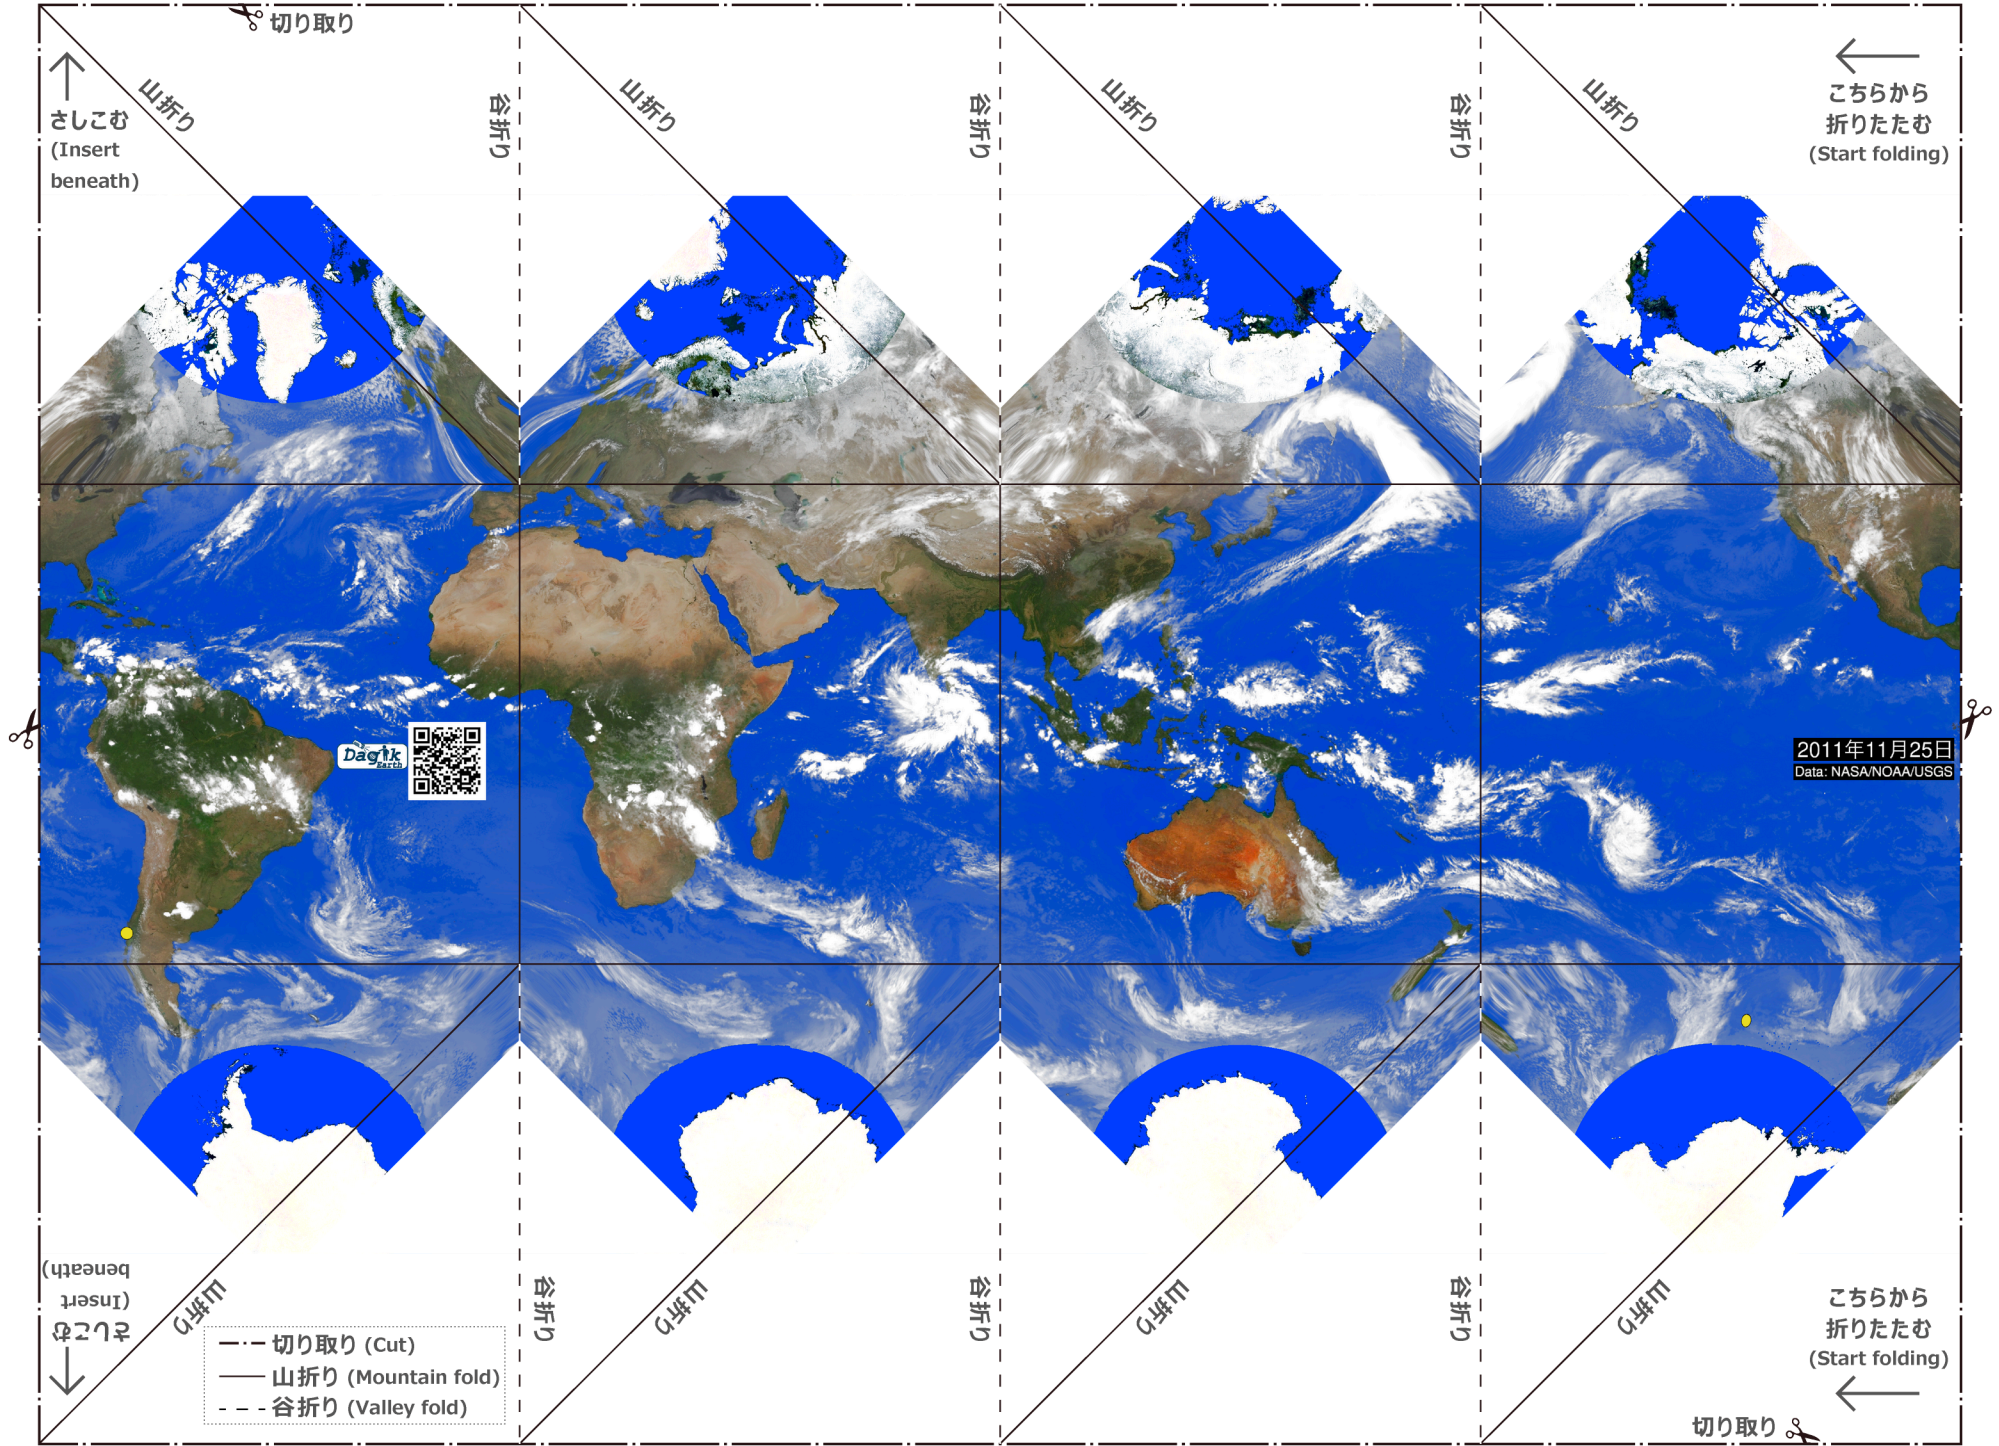 切り取り
さしこむ
(Insert
beneath)
山折り
谷折り
山折り
谷折り
山折り
谷折り
山折り
こちらから
折りたたむ
(Start folding)
Dagik
Earth
2011年11月25日
Data: NASA/NOAA/USGS
さしこむ
(Insert
beneath)
山折り
谷折り
山折り
谷折り
山折り
谷折り
山折り
こちらから
折りたたむ
(Start folding)
切り取り (Cut)
山折り (Mountain fold)
谷折り (Valley fold)
切り取り